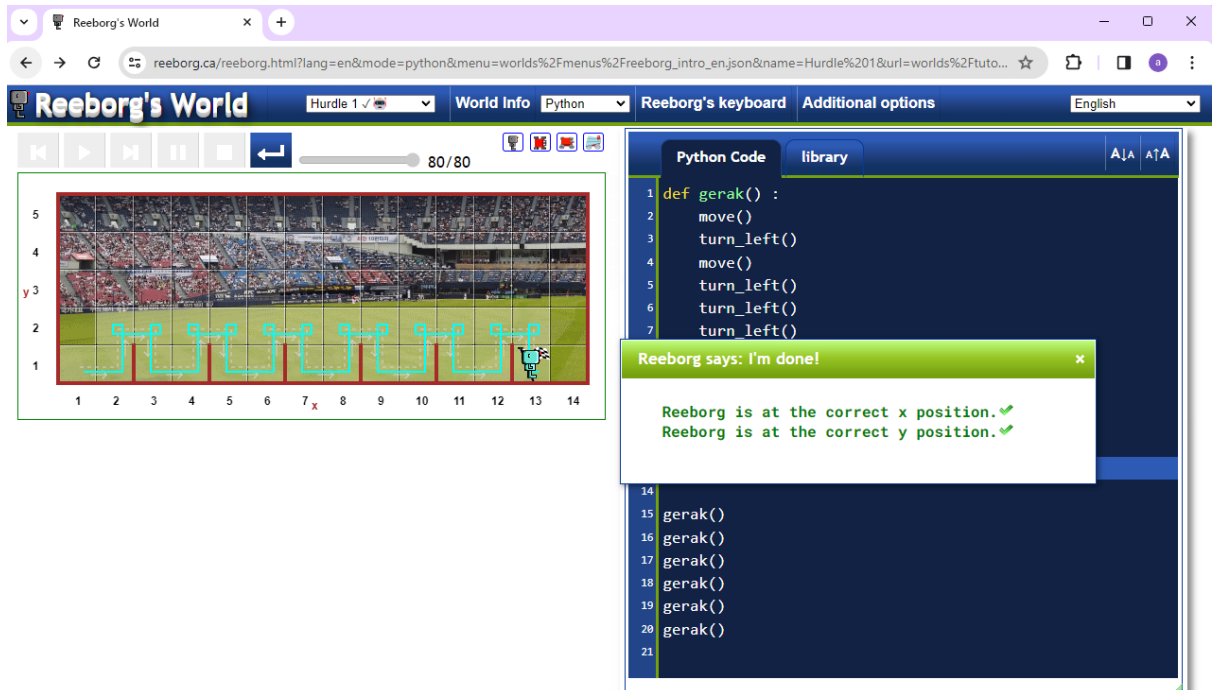 Reeborg's World
reeborg.ca/reeborg.html?lang=en&mode=python&menu=worlds%2Fmenus%2Freeborg_intro_en.json&name=Hurdle%201&url=worlds%2Ftuto...
a
Reeborg's World
Hurdle 1 ✓
World Info
Python
Reeborg's keyboard
Additional options
English
80/80
5
4
y 3
2
1
1 2 3 4 5 6 7 x 8 9 10 11 12 13 14
Python Code
library
A↓A A↑A
1 def gerak() :
2 move()
3 turn_left()
4 move()
5 turn_left()
6 turn_left()
7 turn_left()
Reeborg says: I'm done!
×
Reeborg is at the correct x position.✔
Reeborg is at the correct y position.✔
14
15 gerak()
16 gerak()
17 gerak()
18 gerak()
19 gerak()
20 gerak()
21